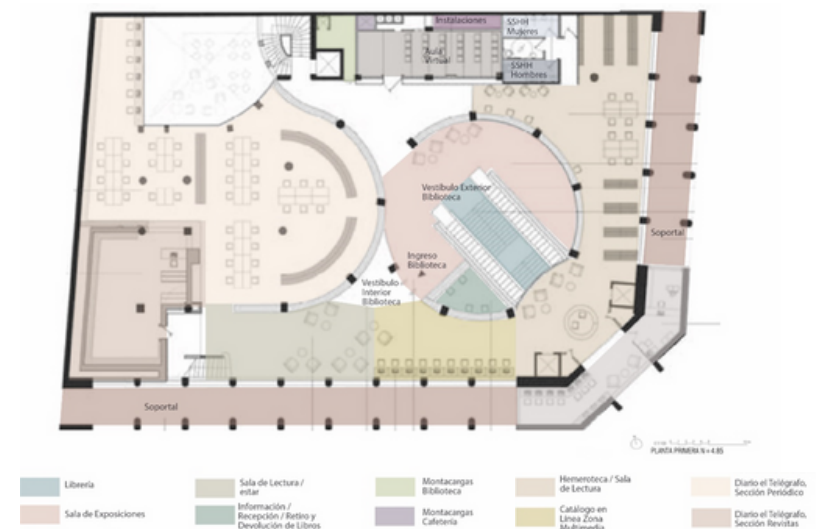 Instalaciones
SSHH
Mujeres
Aula
Virtual
SSHH
Hombres
Vestíbulo Exterior
Biblioteca
Soportal
Ingreso
Biblioteca
Vestíbulo
Interior
Biblioteca
Soportal
PLANTA PRIMERA N = 4.85
Librería
Sala de Lectura /
estar
Montacargas
Biblioteca
Hemeroteca / Sala
de Lectura
Diario el Telégrafo,
Sección Periódico
Sala de Exposiciones
Información /
Recepción / Retiro y
Devolución de Libros
Montacargas
Cafetería
Catálogo en
Línea Zona
Multimedia
Diario el Telégrafo,
Sección Revistas